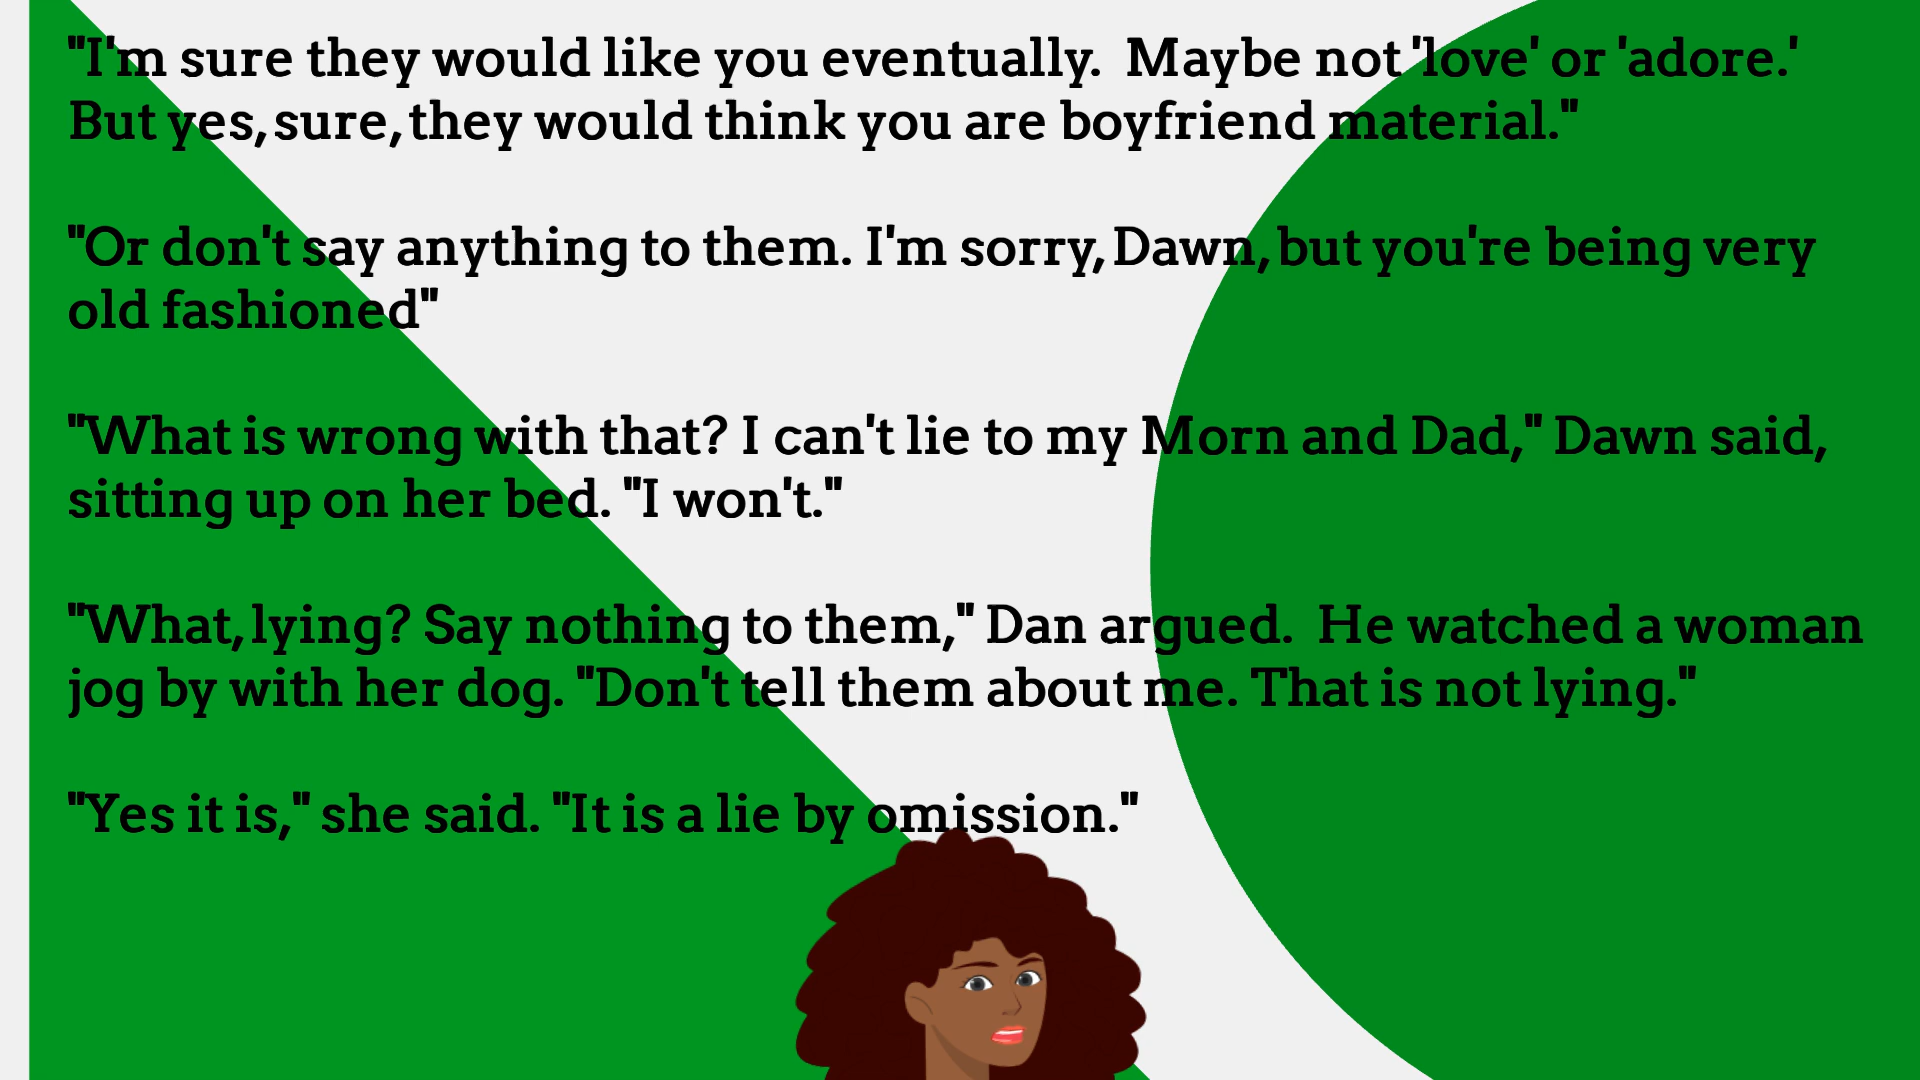 "I'm sure they would like you eventually.  Maybe not 'love' or 'adore.'
But yes, sure, they would think you are boyfriend material."
"Or don't say anything to them. I'm sorry, Dawn, but you're being very
old fashioned"
"What is wrong with that? I can't lie to my Morn and Dad," Dawn said,
sitting up on her bed. "I won't."
"What, lying? Say nothing to them," Dan argued.  He watched a woman
jog by with her dog. "Don't tell them about me. That is not lying."
"Yes it is," she said. "It is a lie by omission."